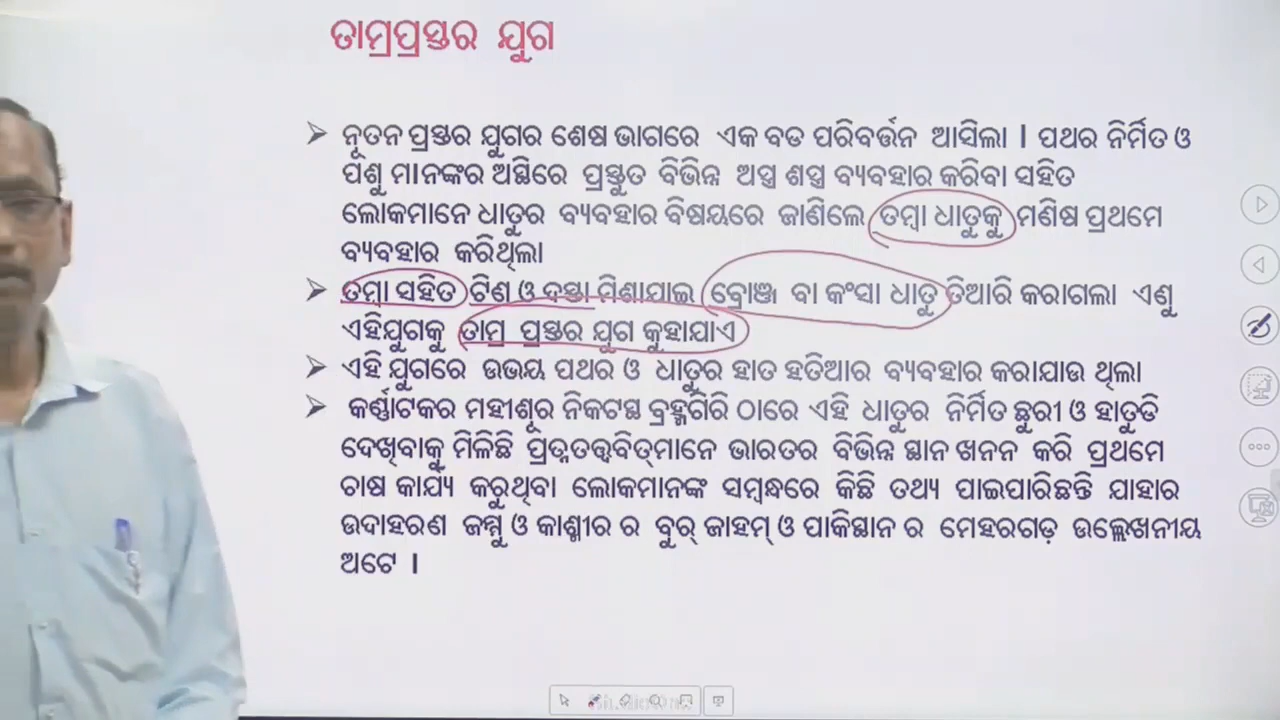 ତାମ୍ରପ୍ରସ୍ତର ଯୁଗ
➢ ନୂତନ ପ୍ରସ୍ତର ଯୁଗର ଶେଷ ଭାଗରେ ଏକ ବଡ ପରିବର୍ତ୍ତନ ଆସିଲା । ପଥର ନିର୍ମିତ ଓ
ପଶୁ ମାନଙ୍କର ଅସ୍ଥିରେ ପ୍ରସ୍ତୁତ ବିଭିନ୍ନ ଅସ୍ତ୍ର ଶସ୍ତ୍ର ବ୍ୟବହାର କରିବା ସହିତ
ଲୋକମାନେ ଧାତୁର ବ୍ୟବହାର ବିଷୟରେ ଜାଣିଲେ ତମ୍ବା ଧାତୁକୁ ମଣିଷ ପ୍ରଥମେ
ବ୍ୟବହାର କରିଥିଲା
➢ ତମ୍ବା ସହିତ ଟିଣ ଓ ଦସ୍ତା ମିଶାଯାଇ ବ୍ରୋଞ୍ଜ ବା କଂସା ଧାତୁ ତିଆରି କରାଗଲା ଏଣୁ
ଏହିଯୁଗକୁ ତାମ୍ର ପ୍ରସ୍ତର ଯୁଗ କୁହାଯାଏ
➢ ଏହି ଯୁଗରେ ଉଭୟ ପଥର ଓ ଧାତୁର ହାତ ହତିଆର ବ୍ୟବହାର କରାଯାଉ ଥିଲା
➢ କର୍ଣ୍ଣାଟକର ମହୀଶୂର ନିକଟସ୍ଥ ବ୍ରହ୍ମଗିରି ଠାରେ ଏହି ଧାତୁର ନିର୍ମିତ ଛୁରୀ ଓ ହାତୁଡି
ଦେଖିବାକୁ ମିଳିଛି ପ୍ରତ୍ନତତ୍ତ୍ୱବିତ୍‌ମାନେ ଭାରତର ବିଭିନ୍ନ ସ୍ଥାନ ଖନନ କରି ପ୍ରଥମେ
ଚାଷ କାର୍ଯ୍ୟ କରୁଥିବା ଲୋକମାନଙ୍କ ସମ୍ବନ୍ଧରେ କିଛି ତଥ୍ୟ ପାଇପାରିଛନ୍ତି ଯାହାର
ଉଦାହରଣ ଜମ୍ମୁ ଓ କାଶ୍ମୀର ର ବୁର୍ ଜାହମ୍ ଓ ପାକିସ୍ଥାନ ର ମେହରଗଡ଼ ଉଲ୍ଲେଖନୀୟ
ଅଟେ ।